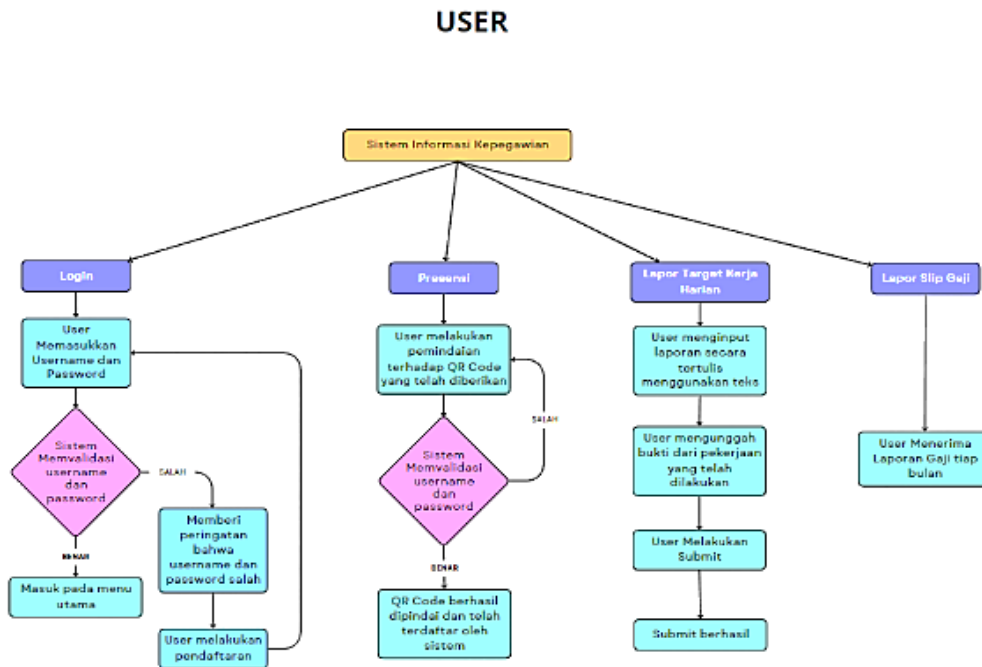 USER
Sistem Informasi Kepegawian
Login
User
Memasukkan
Username dan
Password
Sistem
Memvalidasi
username
dan
password
SALAH
BENAR
Memberi
peringatan
bahwa
username dan
password salah
Masuk pada menu
utama
User melakukan
pendaftaran
Presensi
User melakukan
pemindaian
terhadap QR Code
yang telah diberikan
SALAH
Sistem
Memvalidasi
username
dan
password
BENAR
QR Code berhasil
dipindai dan telah
terdaftar oleh
sistem
Lapor Target Kerja
Harian
User menginput
laporan secara
tertulis
menggunakan teks
User mengunggah
bukti dari pekerjaan
yang telah
dilakukan
User Melakukan
Submit
Submit berhasil
Lapor Slip Gaji
User Menerima
Laporan Gaji tiap
bulan